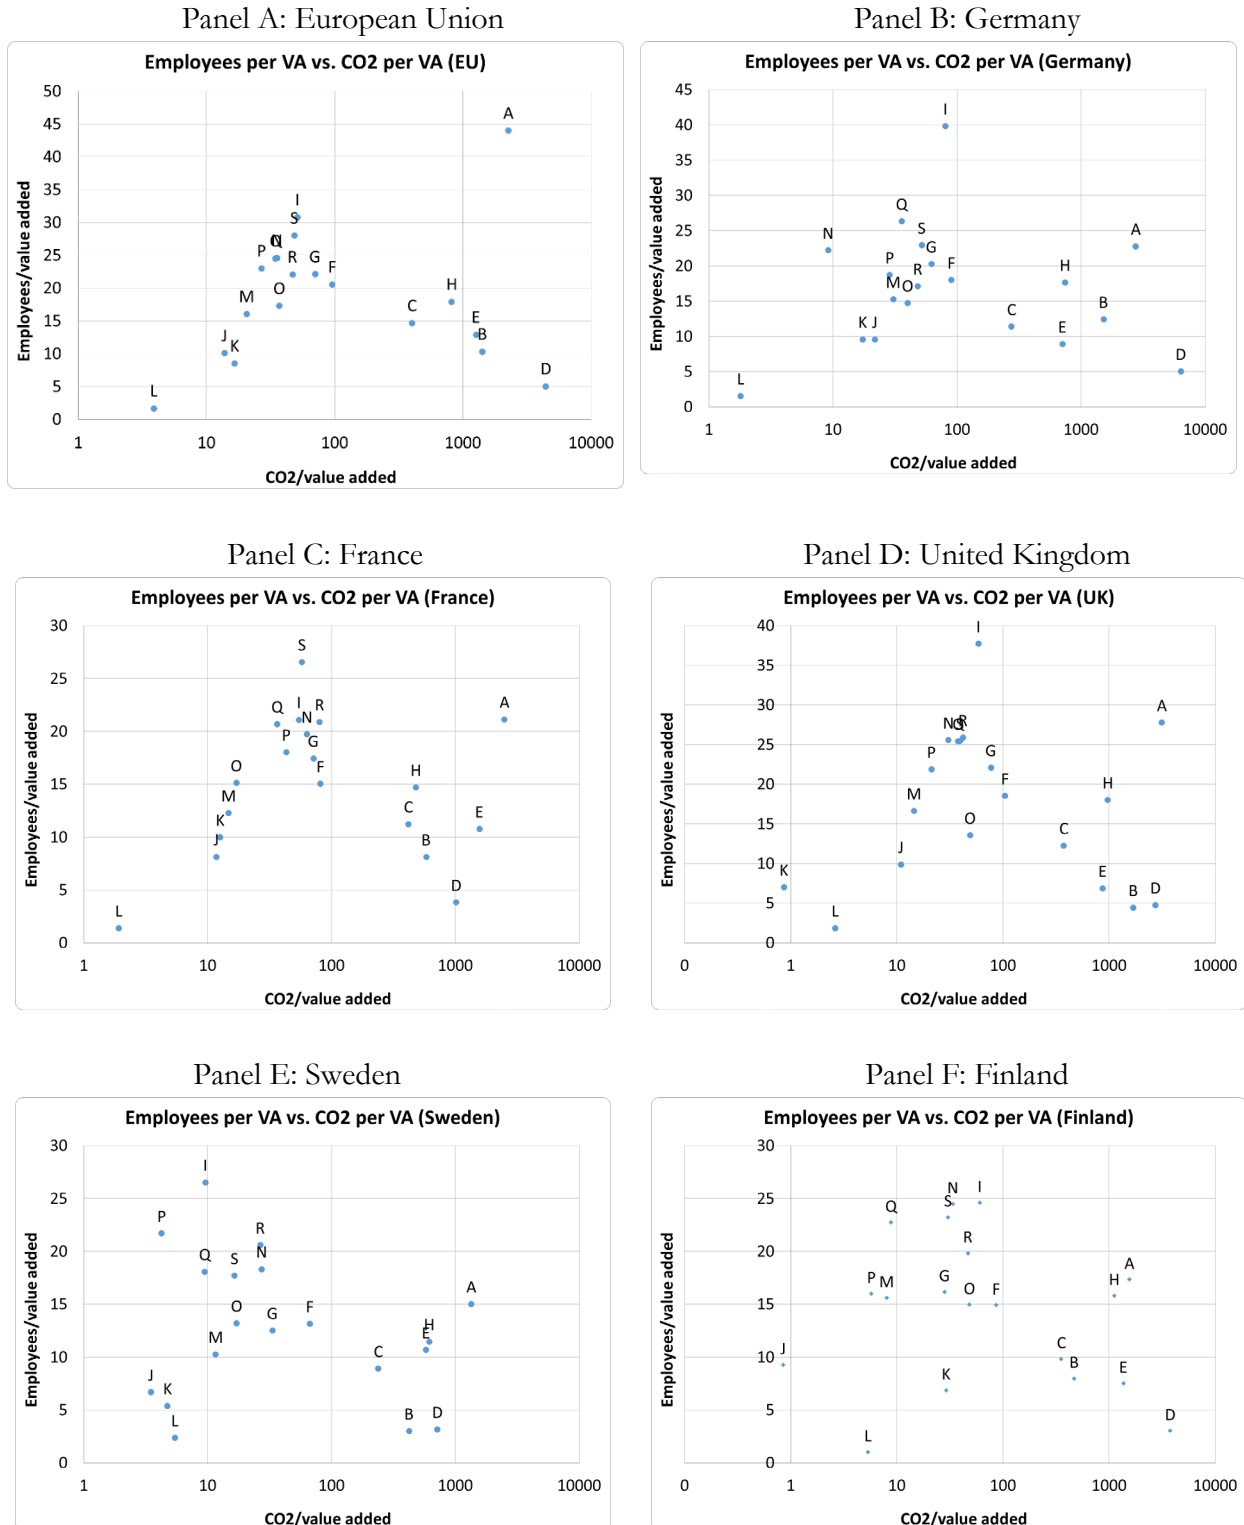 Panel A: European Union
Employees per VA vs. CO2 per VA (EU)
50
45
40
35
30
25
20
15
10
5
0
Employees/value added
A
I
S
Q
P
R
G
F
O
H
M
C
E
B
J
K
D
L
1
10
100
1000
10000
CO2/value added
Panel B: Germany
Employees per VA vs. CO2 per VA (Germany)
45
40
35
30
25
20
15
10
5
0
Employees/value added
I
Q
N
S
A
G
P
R
F
H
M
O
B
C
K
J
E
D
L
1
10
100
1000
10000
CO2/value added
Panel C: France
Employees per VA vs. CO2 per VA (France)
30
25
20
15
10
5
0
Employees/value added
S
Q
I
R
A
N
P
G
O
F
H
M
C
E
K
J
B
D
L
1
10
100
1000
10000
CO2/value added
Panel D: United Kingdom
Employees per VA vs. CO2 per VA (UK)
40
35
30
25
20
15
10
5
0
Employees/value added
I
A
N
Q
R
P
G
F
H
M
O
C
J
K
E
B
D
L
0
1
10
100
1000
10000
CO2/value added
Panel E: Sweden
Employees per VA vs. CO2 per VA (Sweden)
30
25
20
15
10
5
0
Employees/value added
I
P
R
Q
S
N
A
O
G
F
H
E
M
C
J
K
L
B
D
1
10
100
1000
10000
CO2/value added
Panel F: Finland
Employees per VA vs. CO2 per VA (Finland)
30
25
20
15
10
5
0
Employees/value added
N
I
S
Q
R
A
P
M
G
O
F
H
J
C
B
E
K
D
L
0
1
10
100
1000
10000
CO2/value added